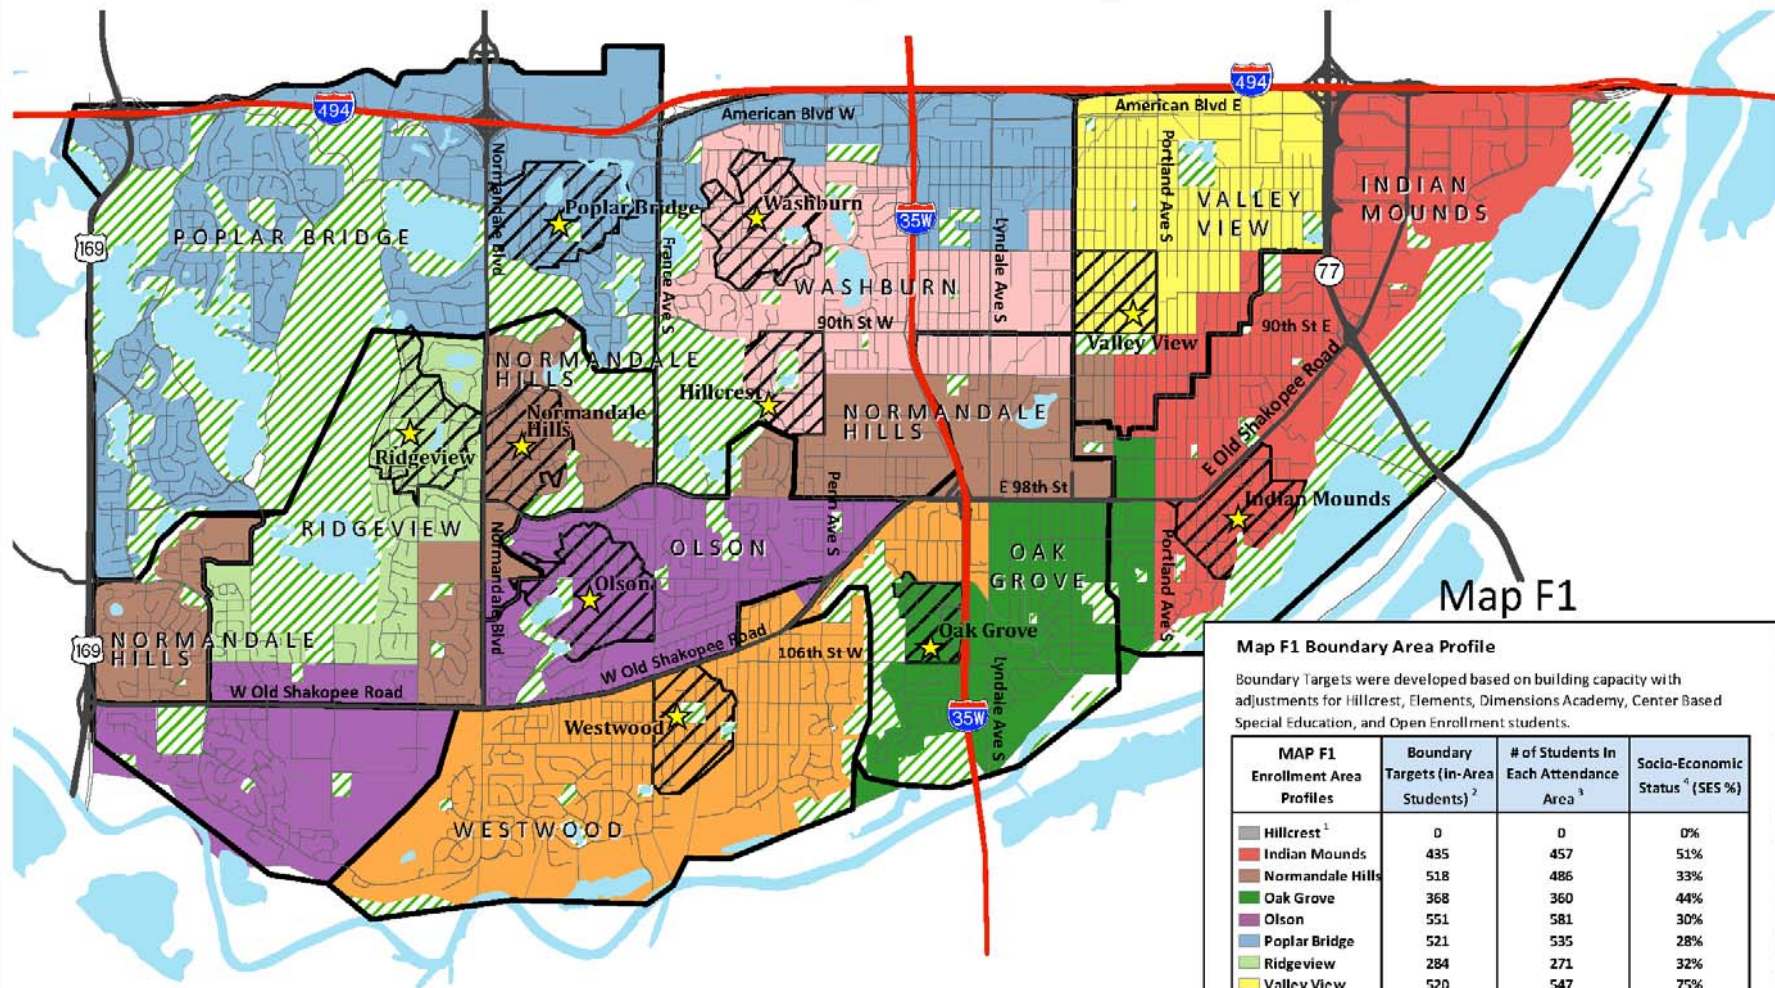 494
494
American Blvd W
American Blvd E
Normandale Blvd
Portland Ave S
Poplar Bridge
Washburn
VALLEY
VIEW
INDIAN
MOUNDS
POPLAR BRIDGE
169
35W
France Ave S
Lyndale Ave S
77
WASHBURN
90th St W
90th St E
Valley View
NORMANDALE
HILLS
Hillcrest
Normandale
Hills
NORMANDALE
HILLS
E Old Shakopee Road
Ridgeview
Penn Ave S
E 98th St
Indian Mounds
RIDGEVIEW
Normandale Blvd
OLSON
OAK
GROVE
Portland Ave S
Olson
Map F1
Oak Grove
NORMANDALE
HILLS
169
W Old Shakopee Road
106th St W
W Old Shakopee Road
Lyndale Ave S
35W
Westwood
WESTWOOD
Map F1 Boundary Area Profile
Boundary Targets were developed based on building capacity with
adjustments for Hillcrest, Elements, Dimensions Academy, Center Based
Special Education, and Open Enrollment students.
MAP F1 Enrollment Area Profiles Boundary Targets (in-Area Students) 2 # of Students In Each Attendance Area 3 Socio-Economic Status 4 (SES %)
Hillcrest 1 0 0 0%
Indian Mounds 435 457 51%
Normandale Hills 518 486 33%
Oak Grove 368 360 44%
Olson 551 581 30%
Poplar Bridge 521 535 28%
Ridgeview 284 271 32%
Valley View 520 547 75%